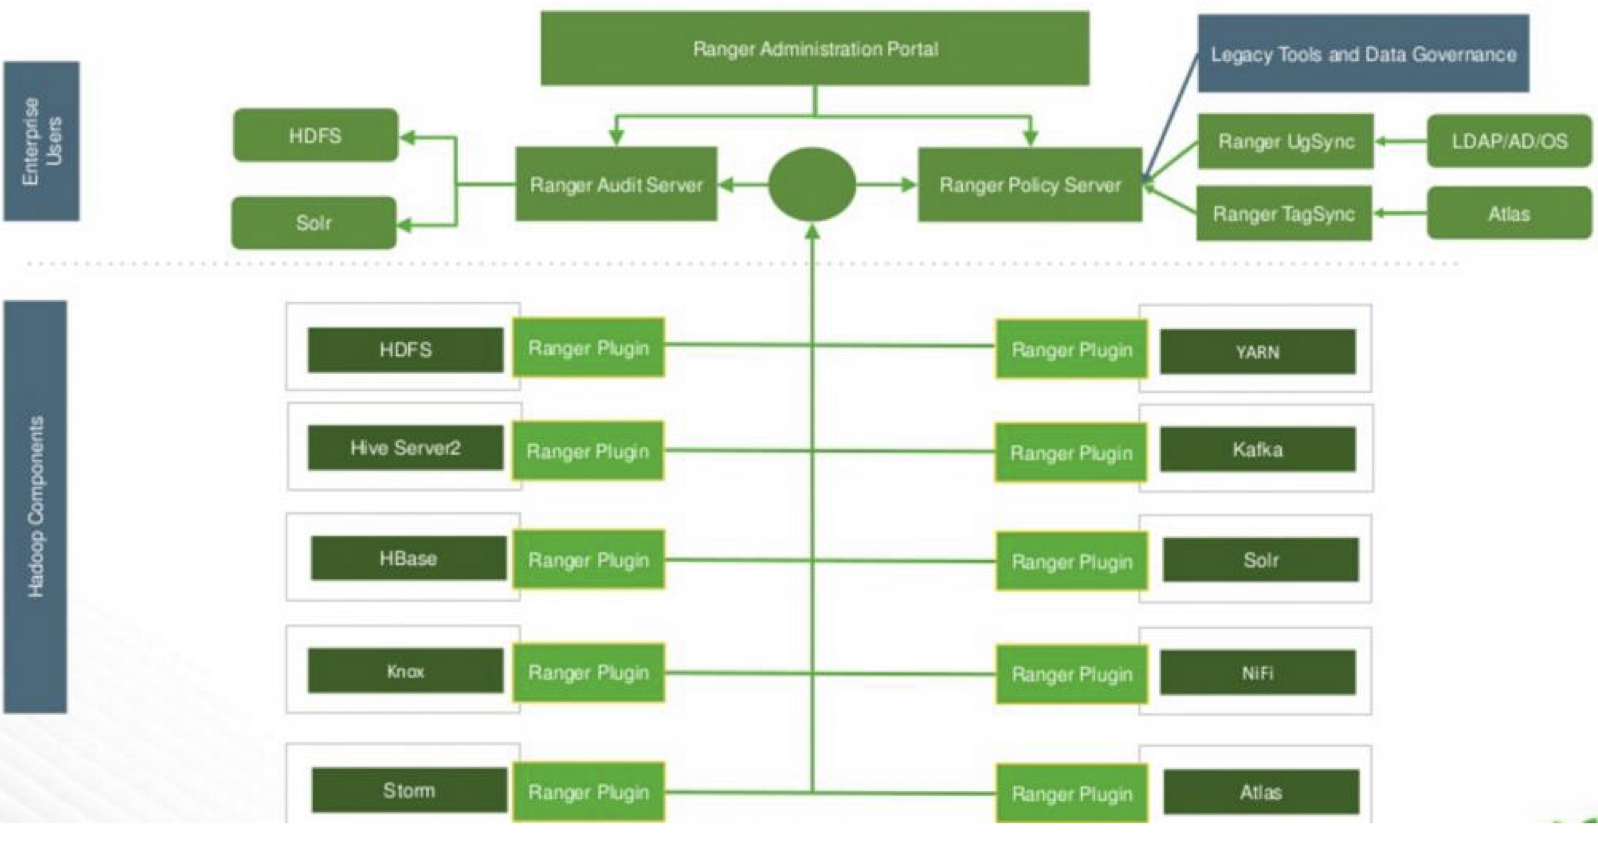 Ranger Administration Portal
Legacy Tools and Data Governance
Enterprise
Users
HDFS
Solr
Ranger Audit Server
Ranger Policy Server
Ranger UgSync
LDAP/AD/OS
Ranger TagSync
Atlas
Hadoop Components
HDFS
Ranger Plugin
Ranger Plugin
YARN
Hive Server2
Ranger Plugin
Ranger Plugin
Kafka
HBase
Ranger Plugin
Ranger Plugin
Solr
Knox
Ranger Plugin
Ranger Plugin
NiFi
Storm
Ranger Plugin
Ranger Plugin
Atlas